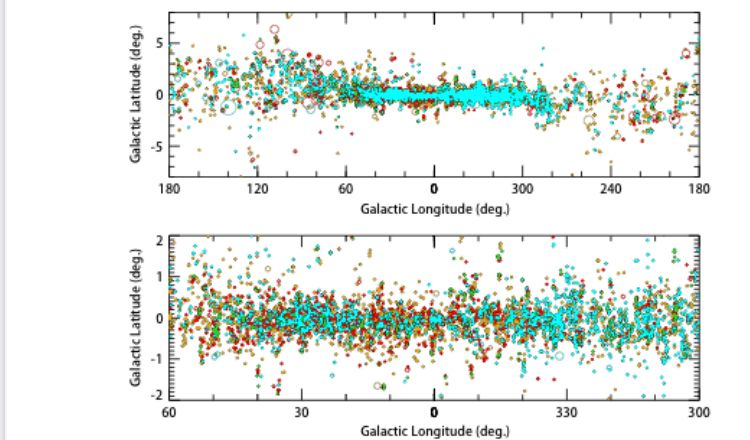 Galactic Latitude (deg.)
5
0
-5
180 120 60 0 300 240 180
Galactic Longitude (deg.)
Galactic Latitude (deg.)
2
1
0
-1
-2
60 30 0 330 300
Galactic Longitude (deg.)